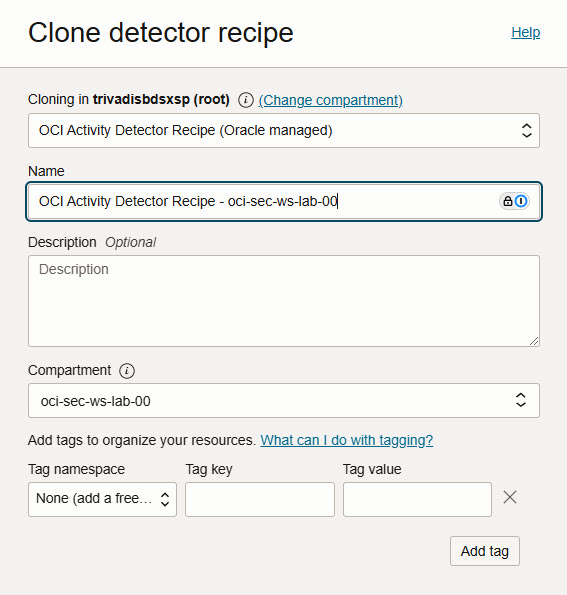 Clone detector recipe
Help
Cloning in trivadisbdsxsp (root) i (Change compartment)
OCI Activity Detector Recipe (Oracle managed)
Name
OCI Activity Detector Recipe - oci-sec-ws-lab-00
Description Optional
Description
Compartment i
oci-sec-ws-lab-00
Add tags to organize your resources. What can I do with tagging?
Tag namespace Tag key Tag value
None (add a free…
Add tag